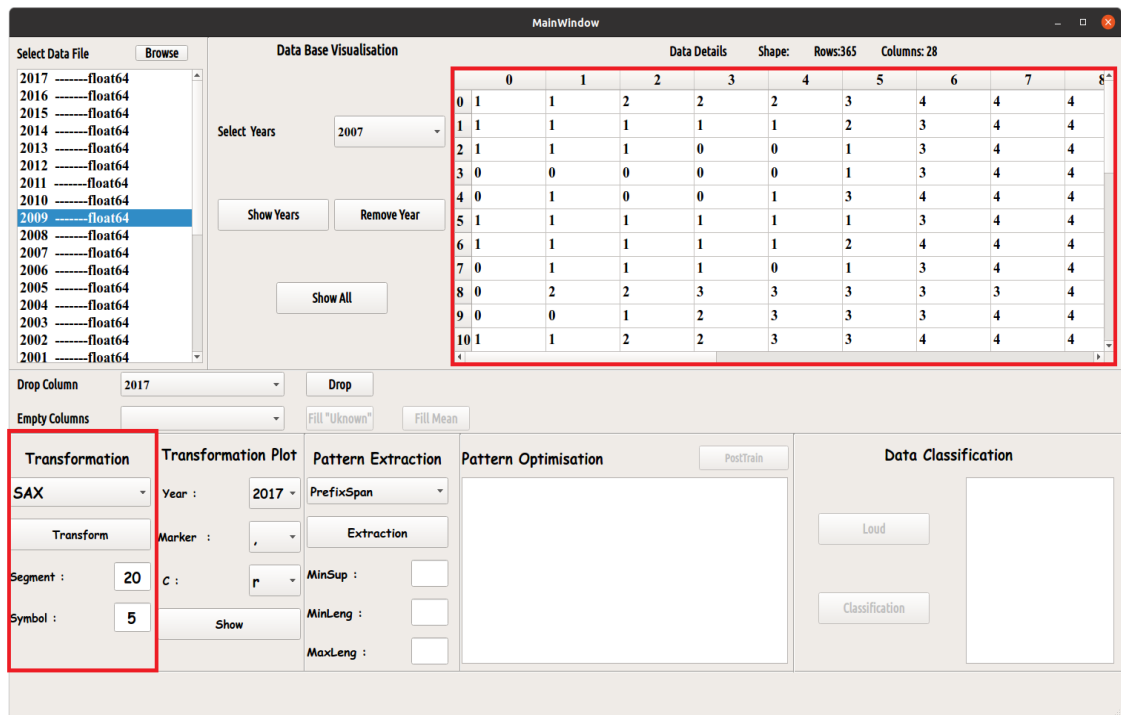 MainWindow
Select Data File Browse
2017 -------float64
2016 -------float64
2015 -------float64
2014 -------float64
2013 -------float64
2012 -------float64
2011 -------float64
2010 -------float64
2009 -------float64
2008 -------float64
2007 -------float64
2006 -------float64
2005 -------float64
2004 -------float64
2003 -------float64
2002 -------float64
2001 -------float64
Data Base Visualisation
Select Years 2007
Show Years Remove Year
Show All
Data Details Shape: Rows:365 Columns: 28
0 1 2 3 4 5 6 7 8
0 1 1 2 2 2 3 4 4 4
1 1 1 1 1 1 2 3 4 4
2 1 1 1 0 0 1 3 4 4
3 0 0 0 0 0 1 3 4 4
4 0 1 0 0 1 3 4 4 4
5 1 1 1 1 1 1 3 4 4
6 1 1 1 1 1 2 4 4 4
7 0 1 1 1 0 1 3 4 4
8 0 2 2 3 3 3 3 3 4
9 0 0 1 2 3 3 3 4 4
10 1 1 2 2 3 3 4 4 4
Drop Column 2017 Drop
Empty Columns Fill "Uknown" Fill Mean
Transformation
SAX
Transform
Segment : 20
Symbol : 5
Transformation Plot
Year : 2017
Marker : ,
C : r
Show
Pattern Extraction
PrefixSpan
Extraction
MinSup :
MinLeng :
MaxLeng :
Pattern Optimisation PostTrain
Data Classification
Loud
Classification